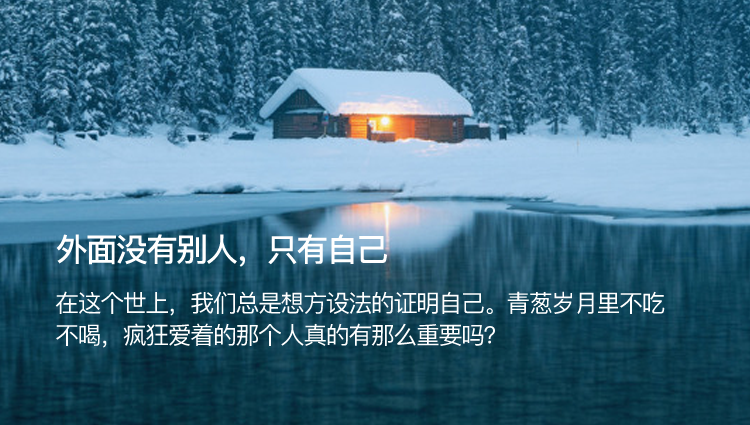 外面没有别人，只有自己
在这个世上，我们总是想方设法的证明自己。青葱岁月里不吃
不喝，疯狂爱着的那个人真的有那么重要吗？